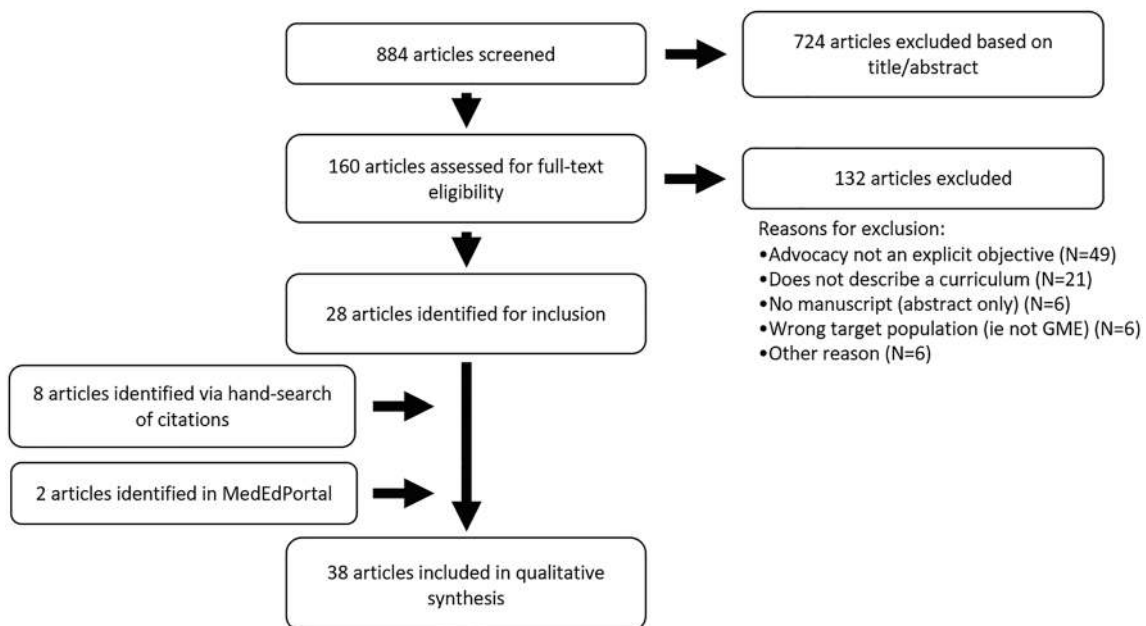 884 articles screened
724 articles excluded based on
title/abstract
160 articles assessed for full-text
eligibility
132 articles excluded
Reasons for exclusion:
•Advocacy not an explicit objective (N=49)
•Does not describe a curriculum (N=21)
•No manuscript (abstract only) (N=6)
•Wrong target population (ie not GME) (N=6)
•Other reason (N=6)
28 articles identified for inclusion
8 articles identified via hand-search
of citations
2 articles identified in MedEdPortal
38 articles included in qualitative
synthesis